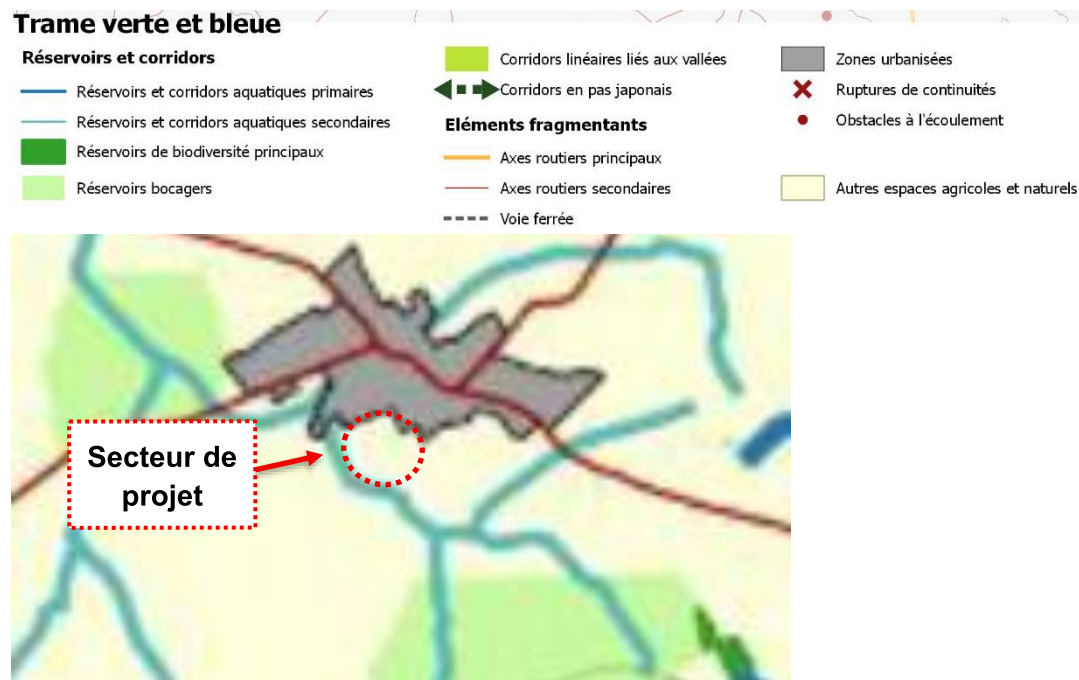 Trame verte et bleue
Réservoirs et corridors
Réservoirs et corridors aquatiques primaires
Réservoirs et corridors aquatiques secondaires
Réservoirs de biodiversité principaux
Réservoirs bocagers
Corridors linéaires liés aux vallées
Corridors en pas japonais
Eléments fragmentants
Axes routiers principaux
Axes routiers secondaires
Voie ferrée
Zones urbanisées
Ruptures de continuités
Obstacles à l'écoulement
Autres espaces agricoles et naturels
Secteur de
projet